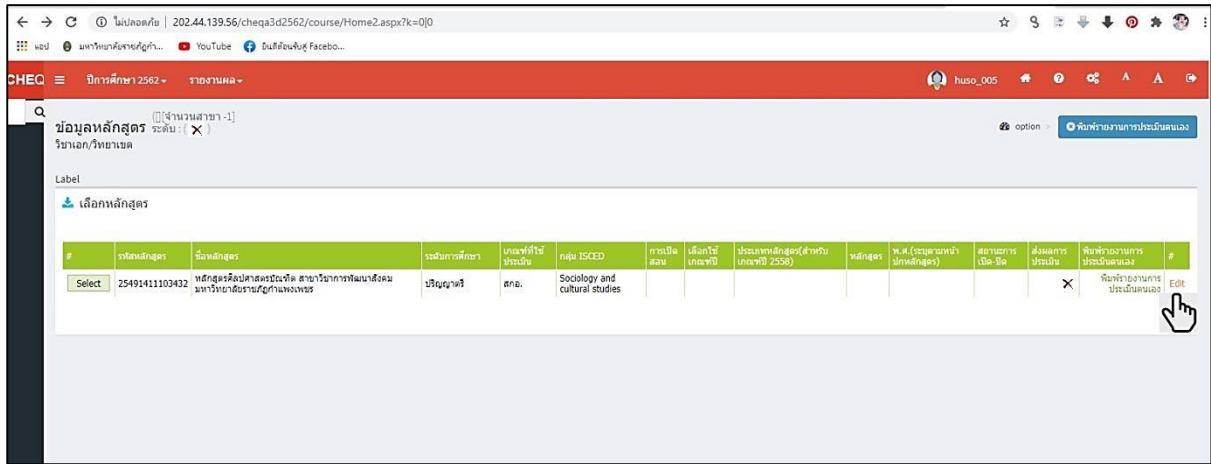 ไม่ปลอดภัย | 202.44.139.56/cheqa3d2562/course/Home2.aspx?k=0|0
แอป มหาวิทยาลัยราชภัฏกำ... YouTube ยินดีต้อนรับสู่ Facebo...
CHEQ ปีการศึกษา 2562 รายงานผล huso_005 A A
ข้อมูลหลักสูตร ([][จำนวนสาขา -1]
ระดับ : ( X )
วิชาเอก/วิทยาเขต
option > พิมพ์รายงานการประเมินตนเอง
Label
เลือกหลักสูตร
# รหัสหลักสูตร ชื่อหลักสูตร ระดับการศึกษา เกณฑ์ที่ใช้ประเมิน กลุ่ม ISCED การเปิดสอน เลือกใช้เกณฑ์ปี ประเภทหลักสูตร(สำหรับเกณฑ์ปี 2558) หลักสูตร พ.ศ.(ระบุตามหน้าปกหลักสูตร) สถานะการเปิด-ปิด ส่งผลการประเมิน พิมพ์รายงานการประเมินตนเอง #
Select 25491411103432 หลักสูตรศิลปศาสตรบัณฑิต สาขาวิชาการพัฒนาสังคม มหาวิทยาลัยราชภัฏกำแพงเพชร ปริญญาตรี สกอ. Sociology and cultural studies X พิมพ์รายงานการประเมินตนเอง Edit